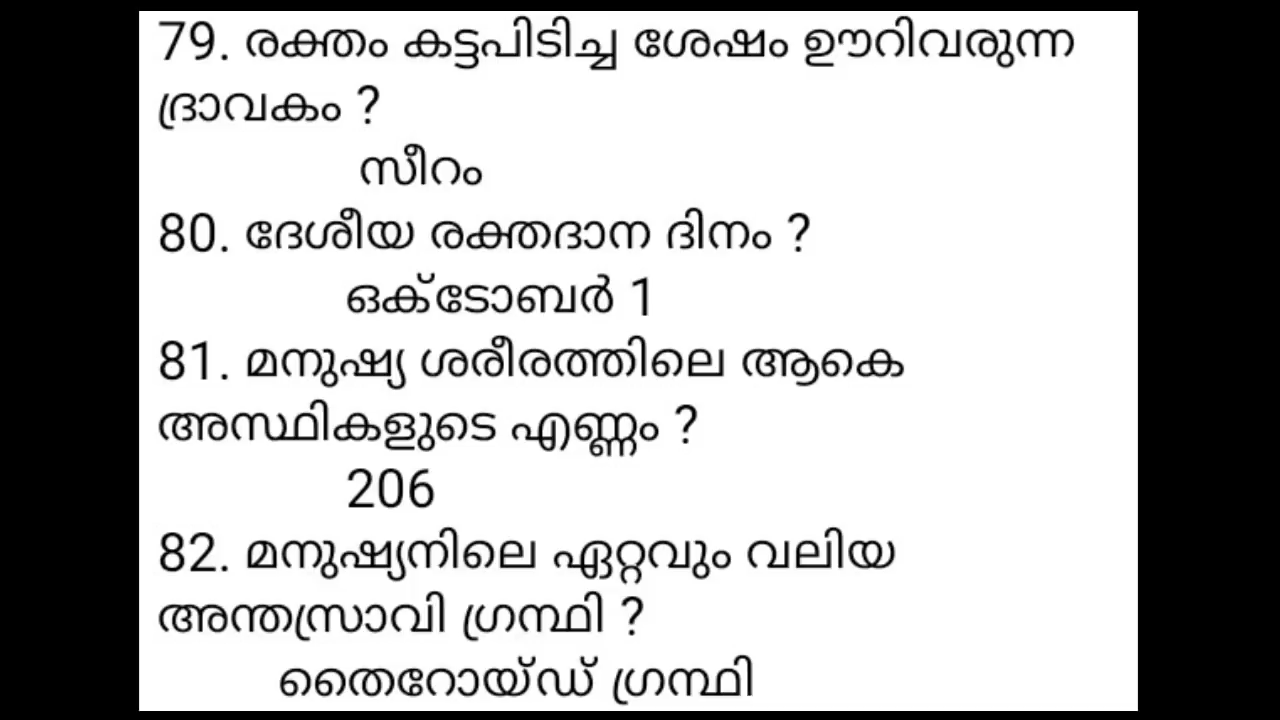 79. രക്തം കട്ടപിടിച്ച ശേഷം ഊറിവരുന്ന
ദ്രാവകം ?
സീറം
80. ദേശീയ രക്തദാന ദിനം ?
ഒക്ടോബർ 1
81. മനുഷ്യ ശരീരത്തിലെ ആകെ
അസ്ഥികളുടെ എണ്ണം ?
206
82. മനുഷ്യനിലെ ഏറ്റവും വലിയ
അന്തസ്രാവി ഗ്രന്ഥി ?
തൈറോയ്ഡ് ഗ്രന്ഥി